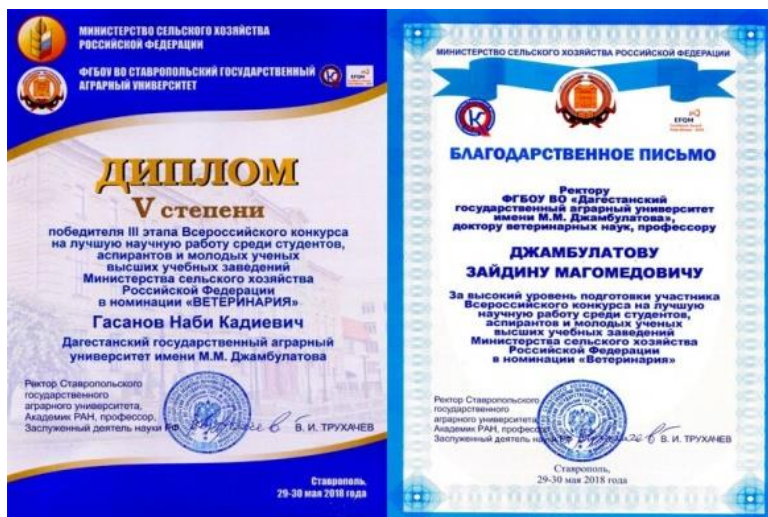 МИНИСТЕРСТВО СЕЛЬСКОГО ХОЗЯЙСТВА
РОССИЙСКОЙ ФЕДЕРАЦИИ
ФГБОУ ВО СТАВРОПОЛЬСКИЙ ГОСУДАРСТВЕННЫЙ
АГРАРНЫЙ УНИВЕРСИТЕТ
EFQM
ДИПЛОМ
V степени
победителя III этапа Всероссийского конкурса
на лучшую научную работу среди студентов,
аспирантов и молодых ученых
высших учебных заведений
Министерства сельского хозяйства
Российской Федерации
в номинации «ВЕТЕРИНАРИЯ»
Гасанов Наби Кадиевич
Дагестанский государственный аграрный
университет имени М.М. Джамбулатова
Ректор Ставропольского
государственного
аграрного университета,
Академик РАН, профессор,
Заслуженный деятель науки РФ
В. И. ТРУХАЧЕВ
Ставрополь,
29-30 мая 2018 года
МИНИСТЕРСТВО СЕЛЬСКОГО ХОЗЯЙСТВА РОССИЙСКОЙ ФЕДЕРАЦИИ
EFQM
БЛАГОДАРСТВЕННОЕ ПИСЬМО
Ректору
ФГБОУ ВО «Дагестанский
государственный аграрный университет
имени М.М. Джамбулатова»,
доктору ветеринарных наук, профессору
ДЖАМБУЛАТОВУ
ЗАЙДИНУ МАГОМЕДОВИЧУ
За высокий уровень подготовки участника
Всероссийского конкурса на лучшую
научную работу среди студентов,
аспирантов и молодых ученых
высших учебных заведений
Министерства сельского хозяйства
Российской Федерации
в номинации «Ветеринария»
Ректор Ставропольского
государственного
аграрного университета,
Академик РАН, профессор,
Заслуженный деятель науки РФ
В. И. ТРУХАЧЕВ
Ставрополь,
29-30 мая 2018 года